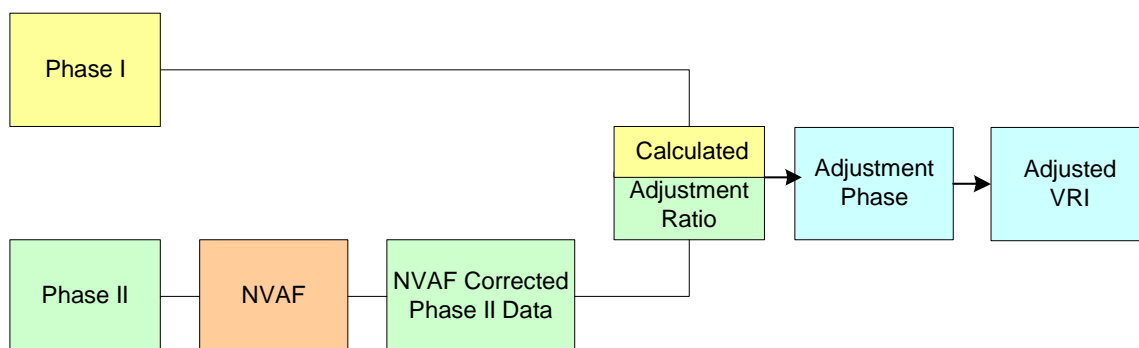 Phase I
Calculated
Adjustment
Ratio
Adjustment
Phase
Adjusted
VRI
Phase II
NVAF
NVAF Corrected
Phase II Data